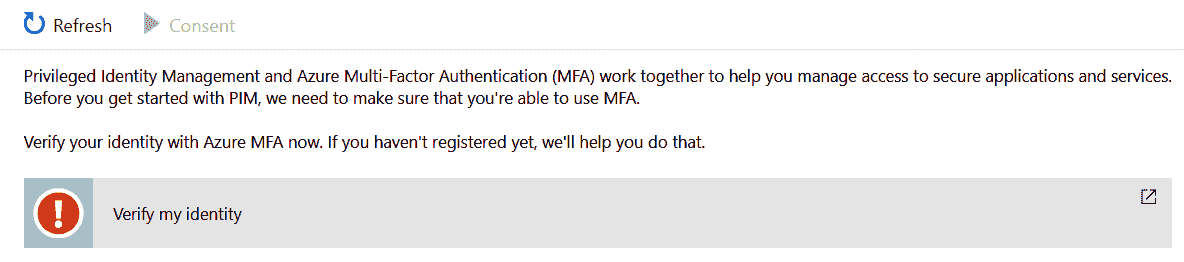 Refresh Consent
Privileged Identity Management and Azure Multi-Factor Authentication (MFA) work together to help you manage access to secure applications and services.
Before you get started with PIM, we need to make sure that you're able to use MFA.
Verify your identity with Azure MFA now. If you haven't registered yet, we'll help you do that.
Verify my identity